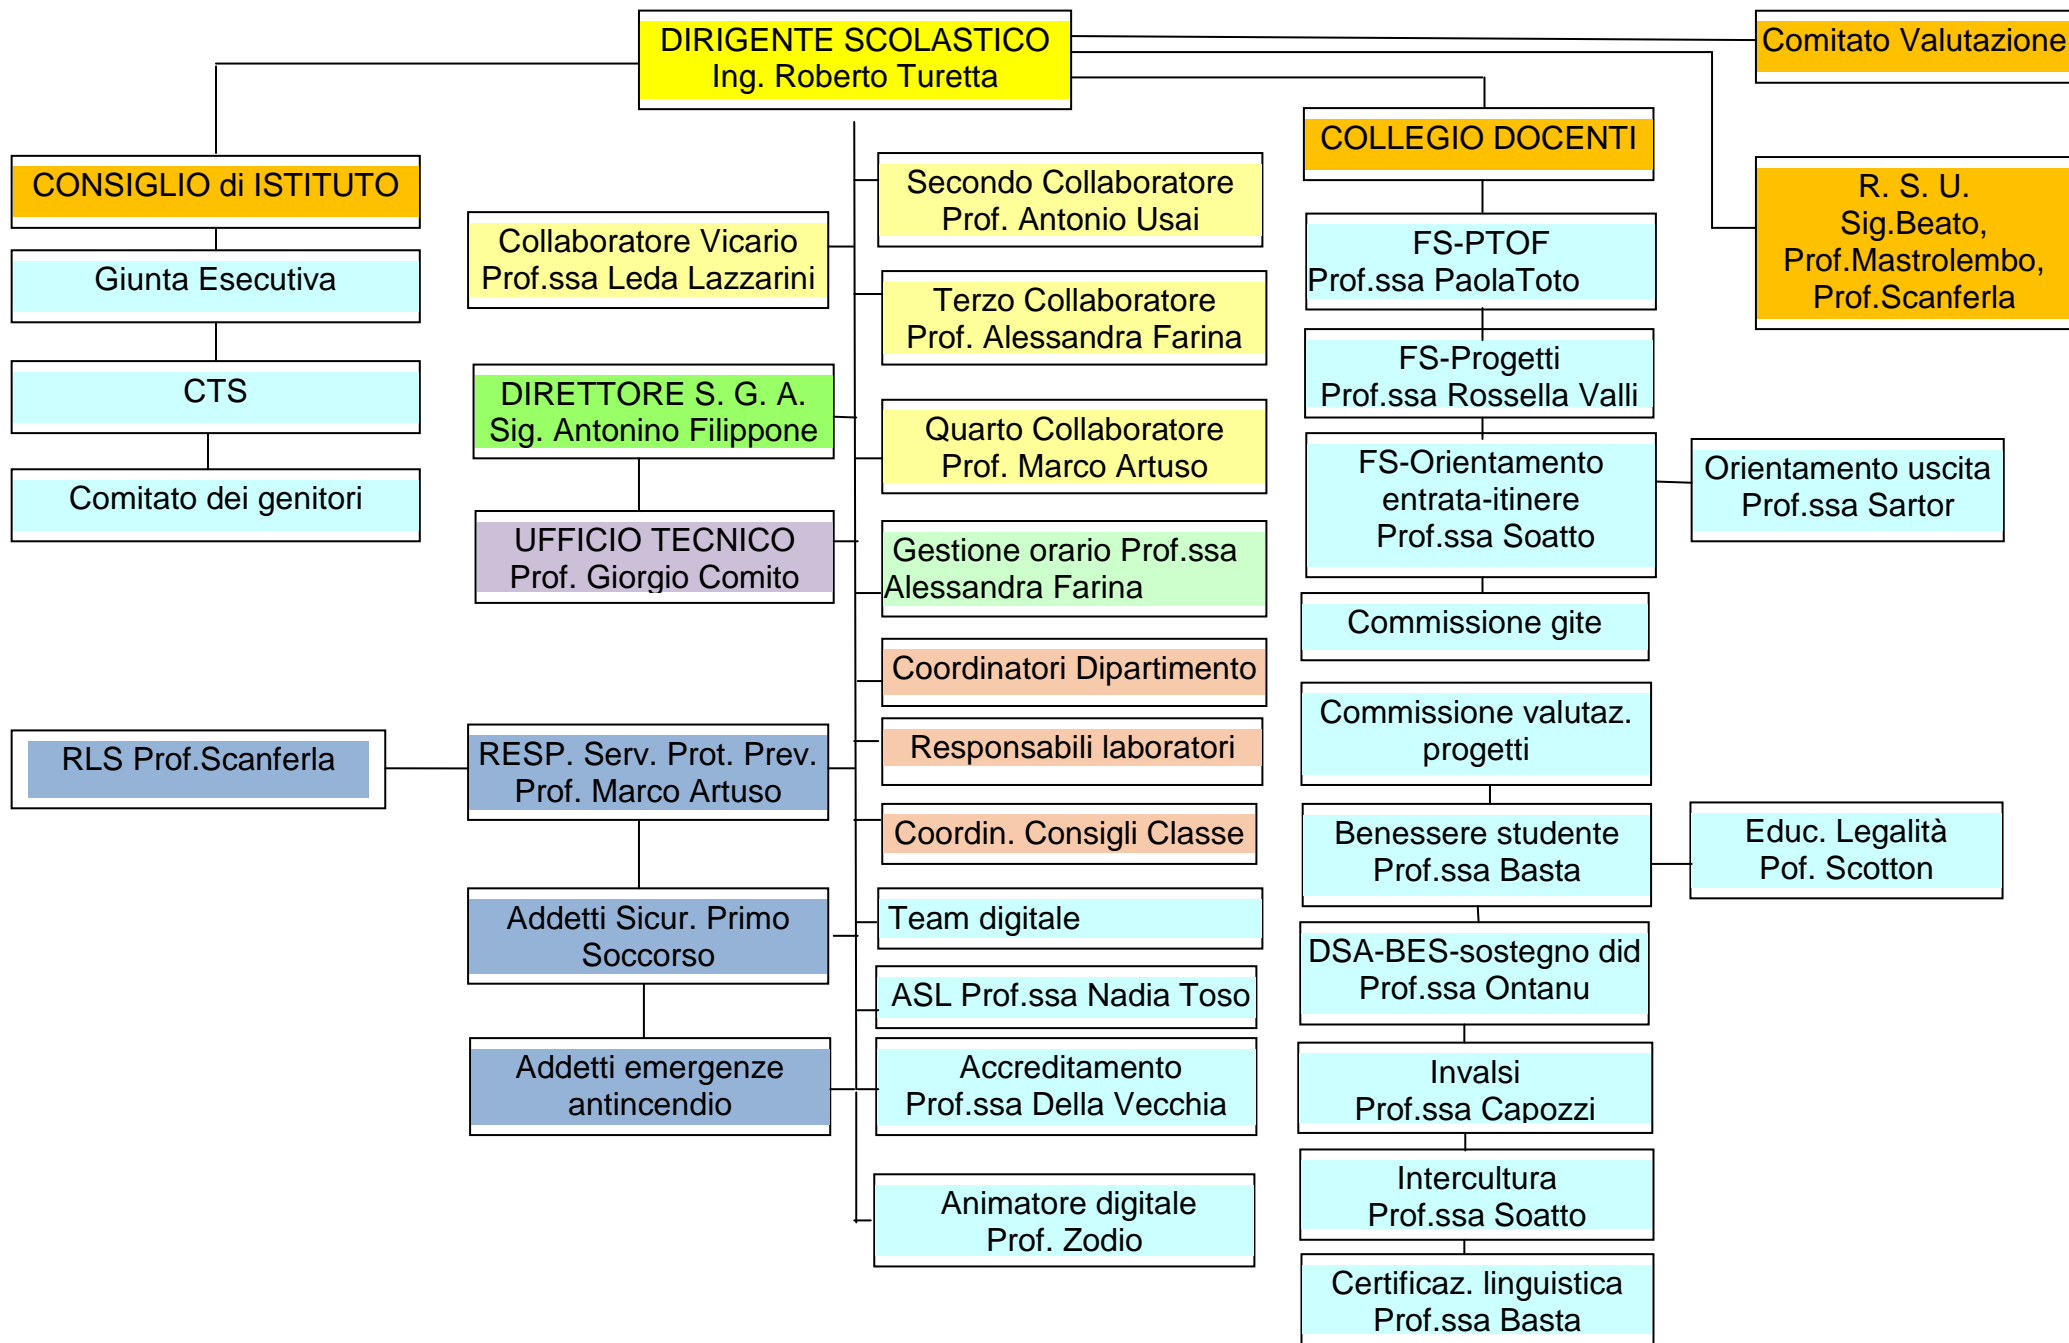 DIRIGENTE SCOLASTICO
Ing. Roberto Turetta
Comitato Valutazione
CONSIGLIO di ISTITUTO
Giunta Esecutiva
CTS
Comitato dei genitori
Collaboratore Vicario
Prof.ssa Leda Lazzarini
DIRETTORE S. G. A.
Sig. Antonino Filippone
UFFICIO TECNICO
Prof. Giorgio Comito
RLS Prof.Scanferla
RESP. Serv. Prot. Prev.
Prof. Marco Artuso
Addetti Sicur. Primo
Soccorso
Addetti emergenze
antincendio
Secondo Collaboratore
Prof. Antonio Usai
Terzo Collaboratore
Prof. Alessandra Farina
Quarto Collaboratore
Prof. Marco Artuso
Gestione orario Prof.ssa
Alessandra Farina
Coordinatori Dipartimento
Responsabili laboratori
Coordin. Consigli Classe
Team digitale
ASL Prof.ssa Nadia Toso
Accreditamento
Prof.ssa Della Vecchia
Animatore digitale
Prof. Zodio
COLLEGIO DOCENTI
FS-PTOF
Prof.ssa PaolaToto
FS-Progetti
Prof.ssa Rossella Valli
FS-Orientamento
entrata-itinere
Prof.ssa Soatto
Orientamento uscita
Prof.ssa Sartor
Commissione gite
Commissione valutaz.
progetti
Benessere studente
Prof.ssa Basta
Educ. Legalità
Pof. Scotton
DSA-BES-sostegno did
Prof.ssa Ontanu
Invalsi
Prof.ssa Capozzi
Intercultura
Prof.ssa Soatto
Certificaz. linguistica
Prof.ssa Basta
R. S. U.
Sig.Beato,
Prof.Mastrolembo,
Prof.Scanferla